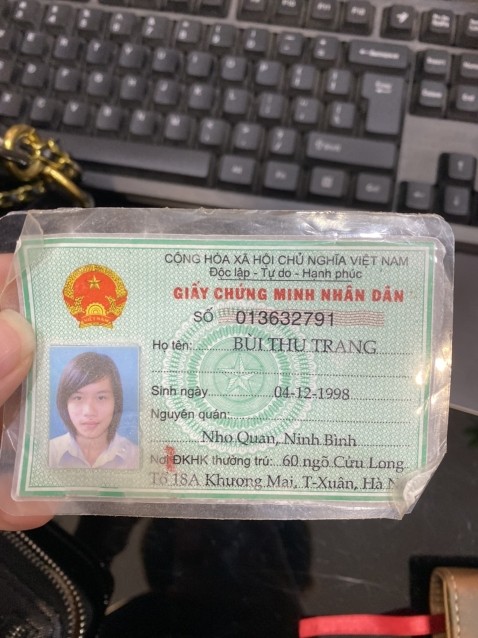 CỘNG HÒA XÃ HỘI CHỦ NGHĨA VIỆT NAM
Độc lập - Tự do - Hạnh phúc
GIẤY CHỨNG MINH NHÂN DÂN
SỐ 013632791
Họ tên: BÙI THU TRANG
Sinh ngày 04-12-1998
Nguyên quán:
Nho Quan, Ninh Bình
Nơi ĐKHK thường trú: 60 ngõ Cửu Long
Tổ 18A Khương Mai, T-Xuân, Hà N